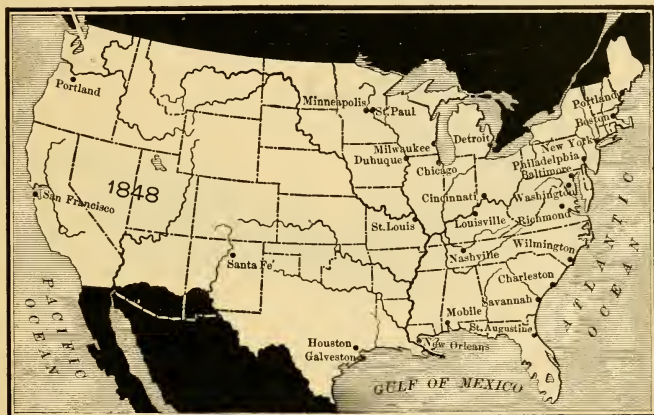 Portland
Minneapolis
St. Paul
Portland
Boston
Milwaukee
Detroit
New York
Dubuque
Chicago
Philadelphia
Baltimore
1848
San Francisco
Cincinnati
Washington
St. Louis
Louisville
Richmond
Nashville
Wilmington
Santa Fe
Charleston
Savannah
Mobile
St. Augustine
Houston
Galveston
New Orleans
PACIFIC
OCEAN
GULF OF MEXICO
ATLANTIC
OCEAN